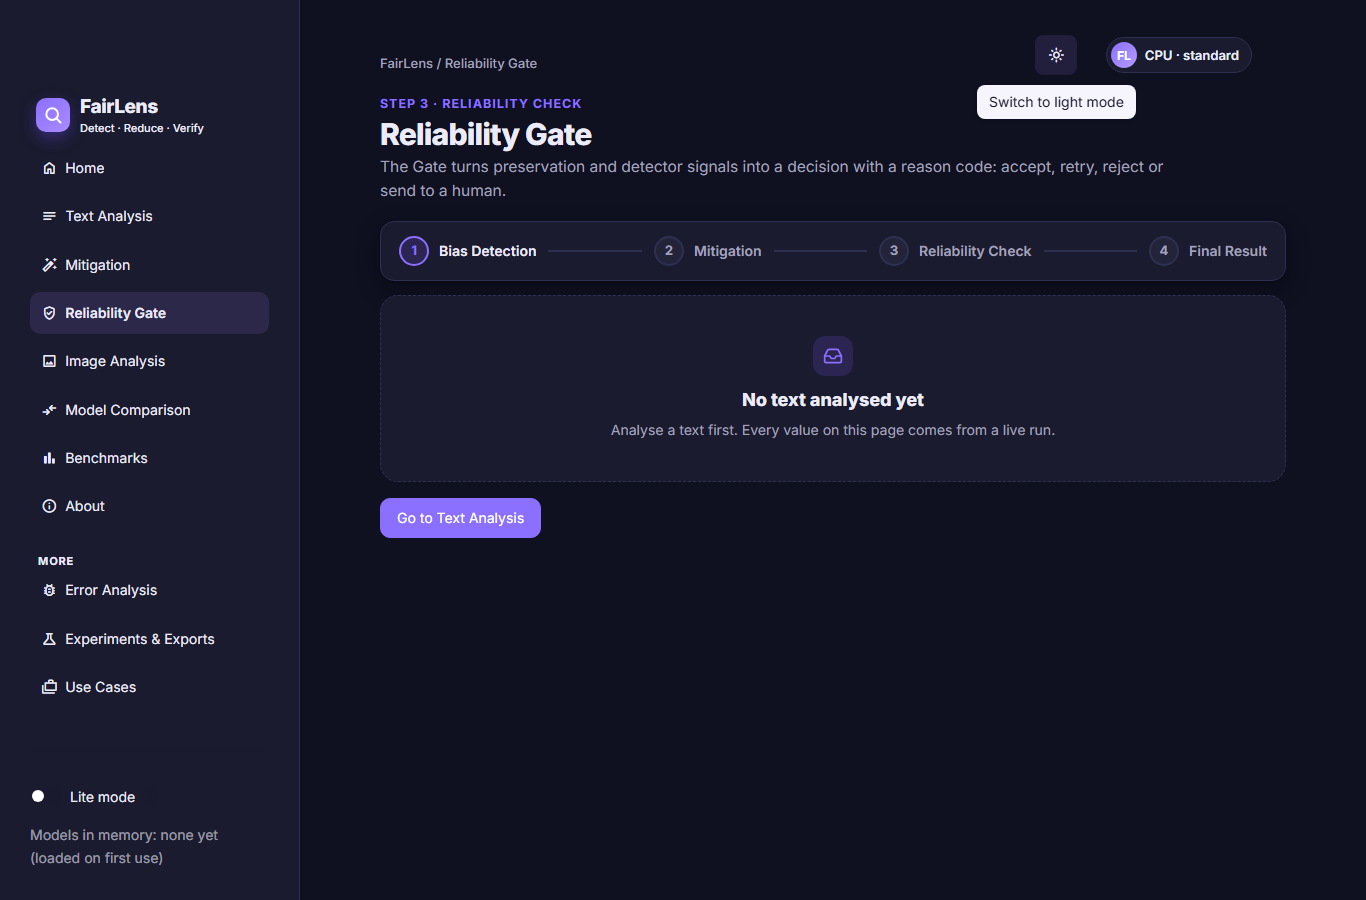 FairLens
Detect · Reduce · Verify
Home
Text Analysis
Mitigation
Reliability Gate
Image Analysis
Model Comparison
Benchmarks
About
MORE
Error Analysis
Experiments & Exports
Use Cases
Lite mode
Models in memory: none yet
(loaded on first use)
FairLens / Reliability Gate
FL CPU · standard
Switch to light mode
STEP 3 · RELIABILITY CHECK
Reliability Gate
The Gate turns preservation and detector signals into a decision with a reason code: accept, retry, reject or
send to a human.
1 Bias Detection 2 Mitigation 3 Reliability Check 4 Final Result
No text analysed yet
Analyse a text first. Every value on this page comes from a live run.
Go to Text Analysis